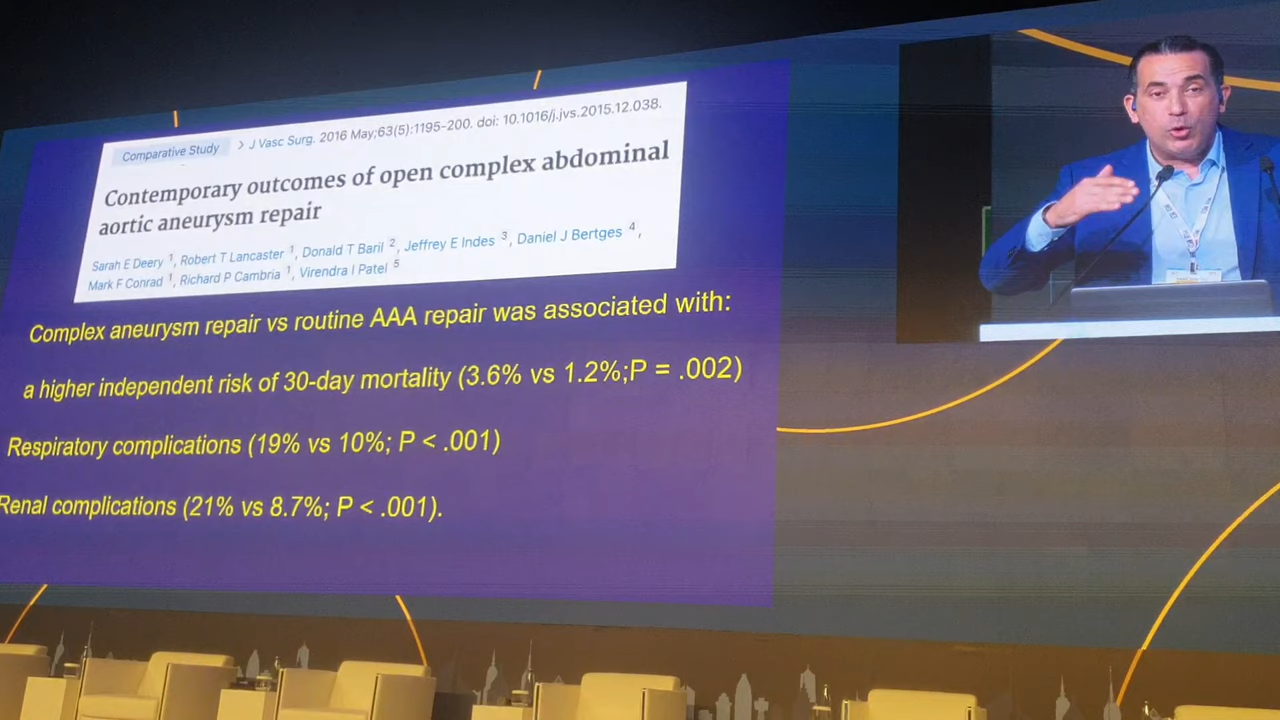 Comparative Study > J Vasc Surg. 2016 May;63(5):1195-200. doi: 10.1016/j.jvs.2015.12.038.
Contemporary outcomes of open complex abdominal
aortic aneurysm repair
Sarah E Deery 1, Robert T Lancaster 1, Donald T Baril 2, Jeffrey E Indes 3, Daniel J Bertges 4,
Mark F Conrad 1, Richard P Cambria 1, Virendra I Patel 5
Complex aneurysm repair vs routine AAA repair was associated with:
a higher independent risk of 30-day mortality (3.6% vs 1.2%;P = .002)
Respiratory complications (19% vs 10%; P < .001)
Renal complications (21% vs 8.7%; P < .001).